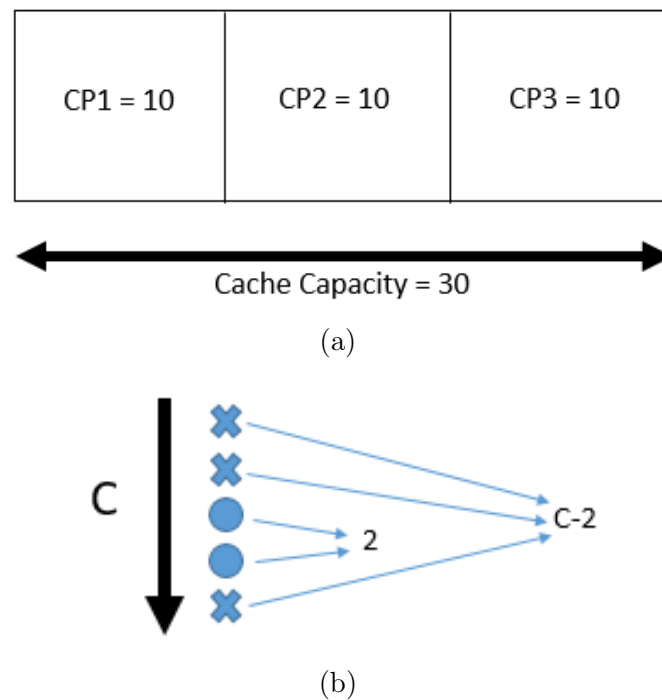 CP1 = 10 CP2 = 10 CP3 = 10
Cache Capacity = 30
(a)
C
2
C-2
(b)